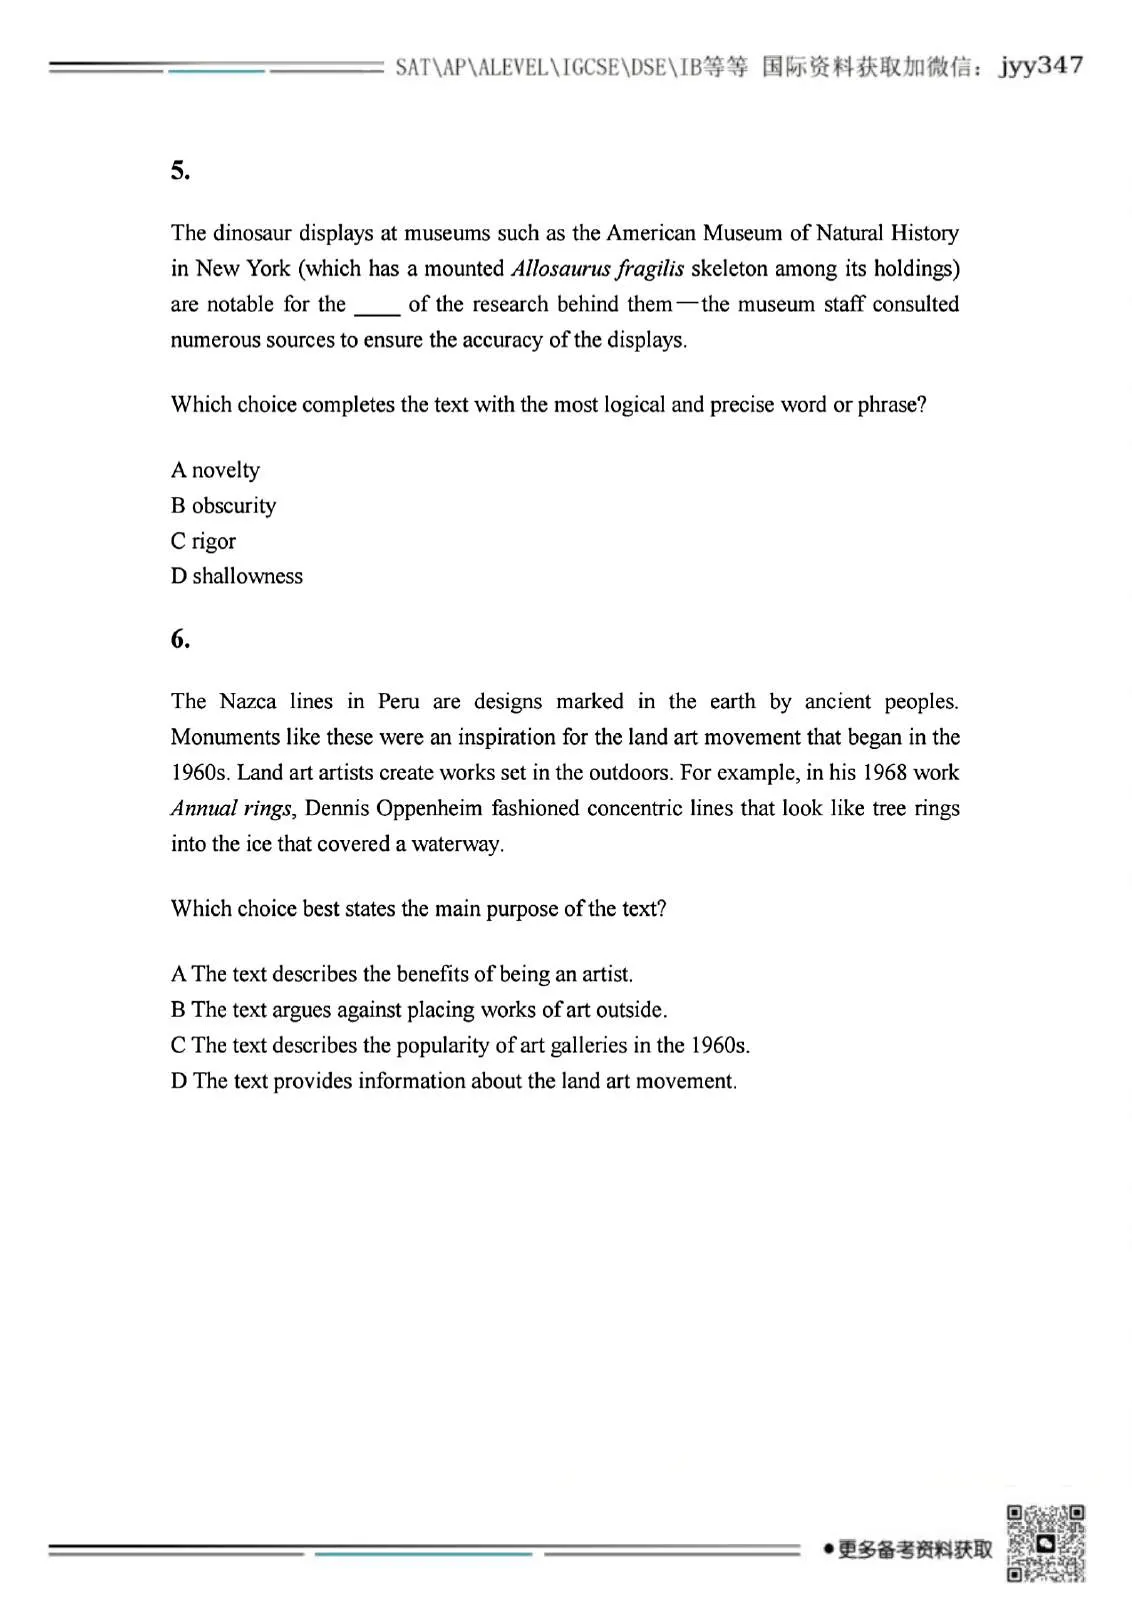 SAT\AP\ALEVEL\IGCSE\DSE\IB等等 国际资料获取加微信：jyy347
5.
The dinosaur displays at museums such as the American Museum of Natural History
in New York (which has a mounted Allosaurus fragilis skeleton among its holdings)
are notable for the ____ of the research behind them—the museum staff consulted
numerous sources to ensure the accuracy of the displays.
Which choice completes the text with the most logical and precise word or phrase?
A novelty
B obscurity
C rigor
D shallowness
6.
The Nazca lines in Peru are designs marked in the earth by ancient peoples.
Monuments like these were an inspiration for the land art movement that began in the
1960s. Land art artists create works set in the outdoors. For example, in his 1968 work
Annual rings, Dennis Oppenheim fashioned concentric lines that look like tree rings
into the ice that covered a waterway.
Which choice best states the main purpose of the text?
A The text describes the benefits of being an artist.
B The text argues against placing works of art outside.
C The text describes the popularity of art galleries in the 1960s.
D The text provides information about the land art movement.
●更多备考资料获取